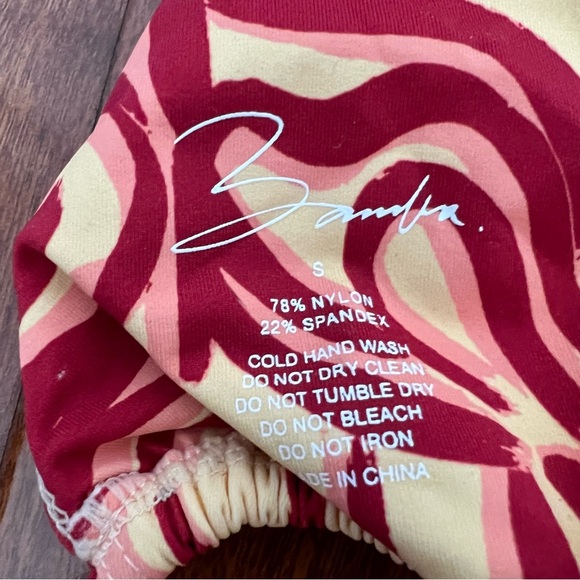 S
78% NYLON
22% SPANDEX
COLD HAND WASH
DO NOT DRY CLEAN
DO NOT TUMBLE DRY
DO NOT BLEACH
DO NOT IRON
DE IN CHINA